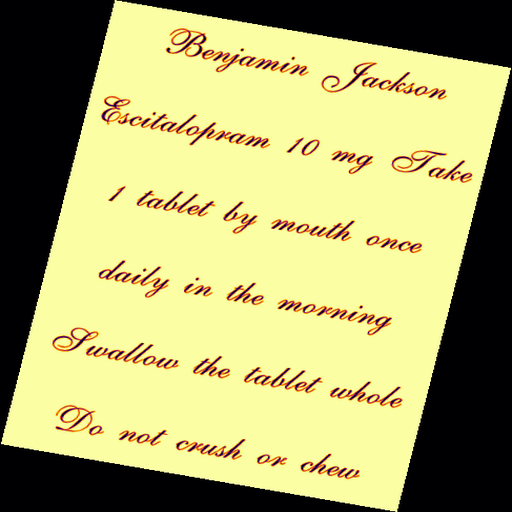 Benjamin Jackson
Escitalopram 10 mg Take
1 tablet by mouth once
daily in the morning
Swallow the tablet whole
Do not crush or chew